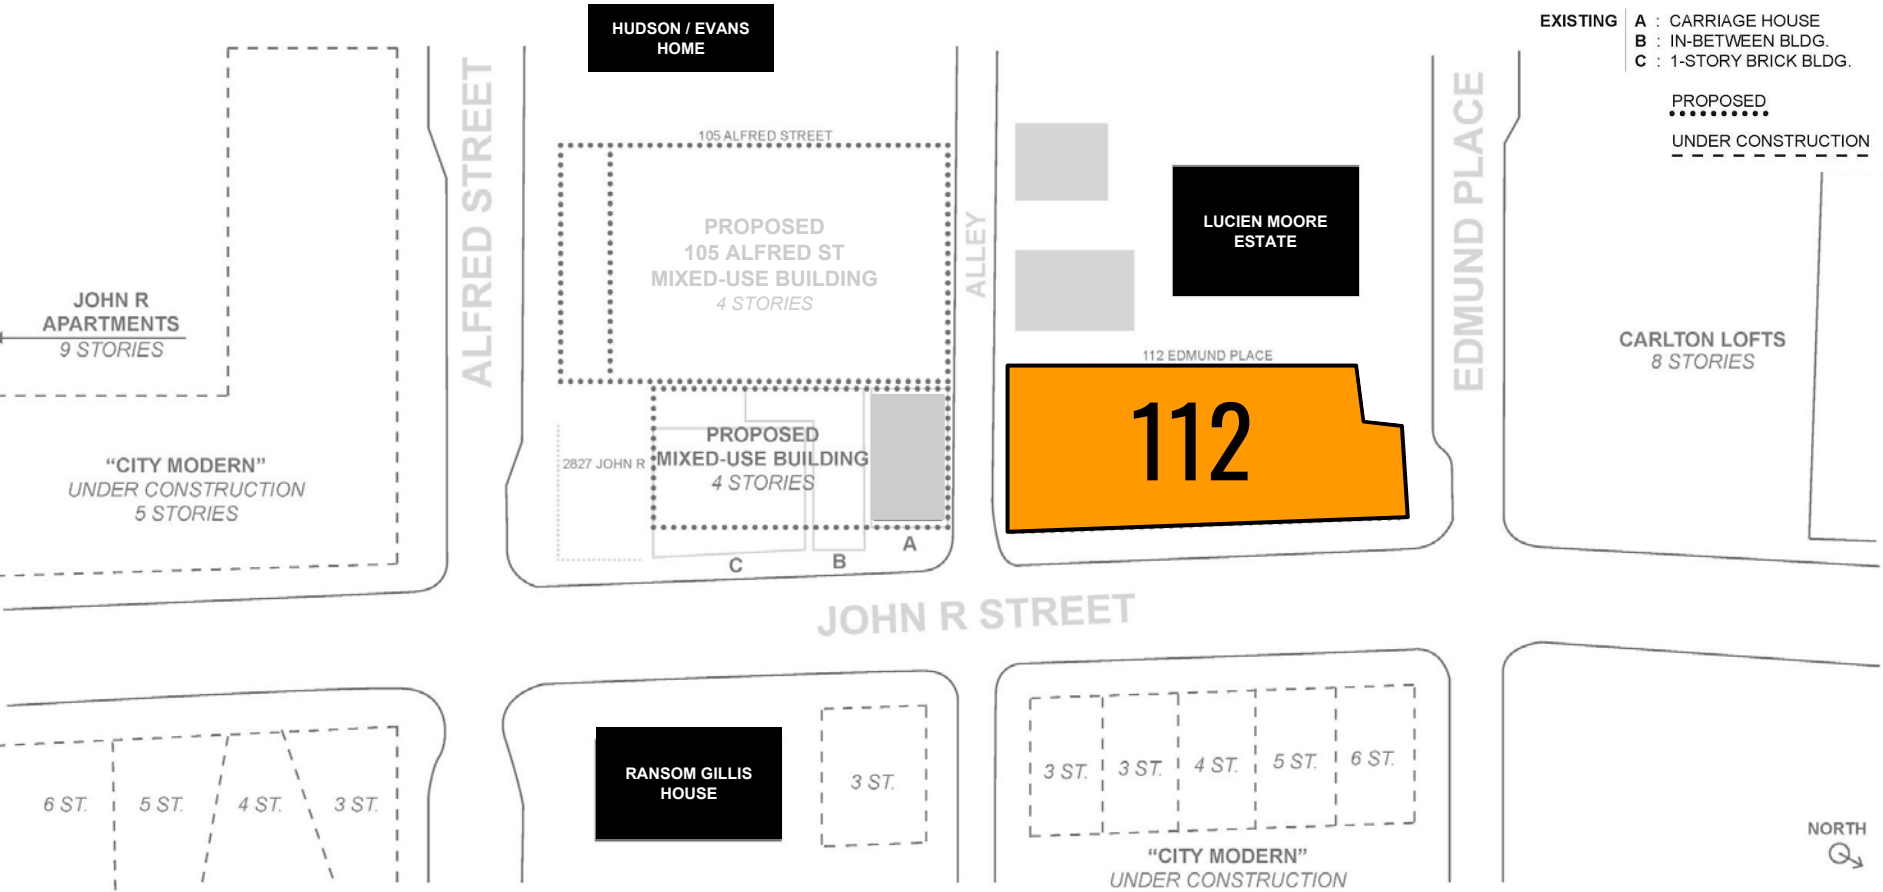 HUDSON / EVANS
HOME
EXISTING
A : CARRIAGE HOUSE
B : IN-BETWEEN BLDG.
C : 1-STORY BRICK BLDG.
PROPOSED
UNDER CONSTRUCTION
ALFRED STREET
105 ALFRED STREET
PROPOSED
105 ALFRED ST
MIXED-USE BUILDING
4 STORIES
ALLEY
LUCIEN MOORE
ESTATE
EDMUND PLACE
JOHN R
APARTMENTS
9 STORIES
CARLTON LOFTS
8 STORIES
112 EDMUND PLACE
112
"CITY MODERN"
UNDER CONSTRUCTION
5 STORIES
2827 JOHN R
PROPOSED
MIXED-USE BUILDING
4 STORIES
A
B
C
JOHN R STREET
6 ST.
5 ST.
4 ST.
3 ST.
RANSOM GILLIS
HOUSE
3 ST.
3 ST.
3 ST.
4 ST.
5 ST.
6 ST.
"CITY MODERN"
UNDER CONSTRUCTION
NORTH